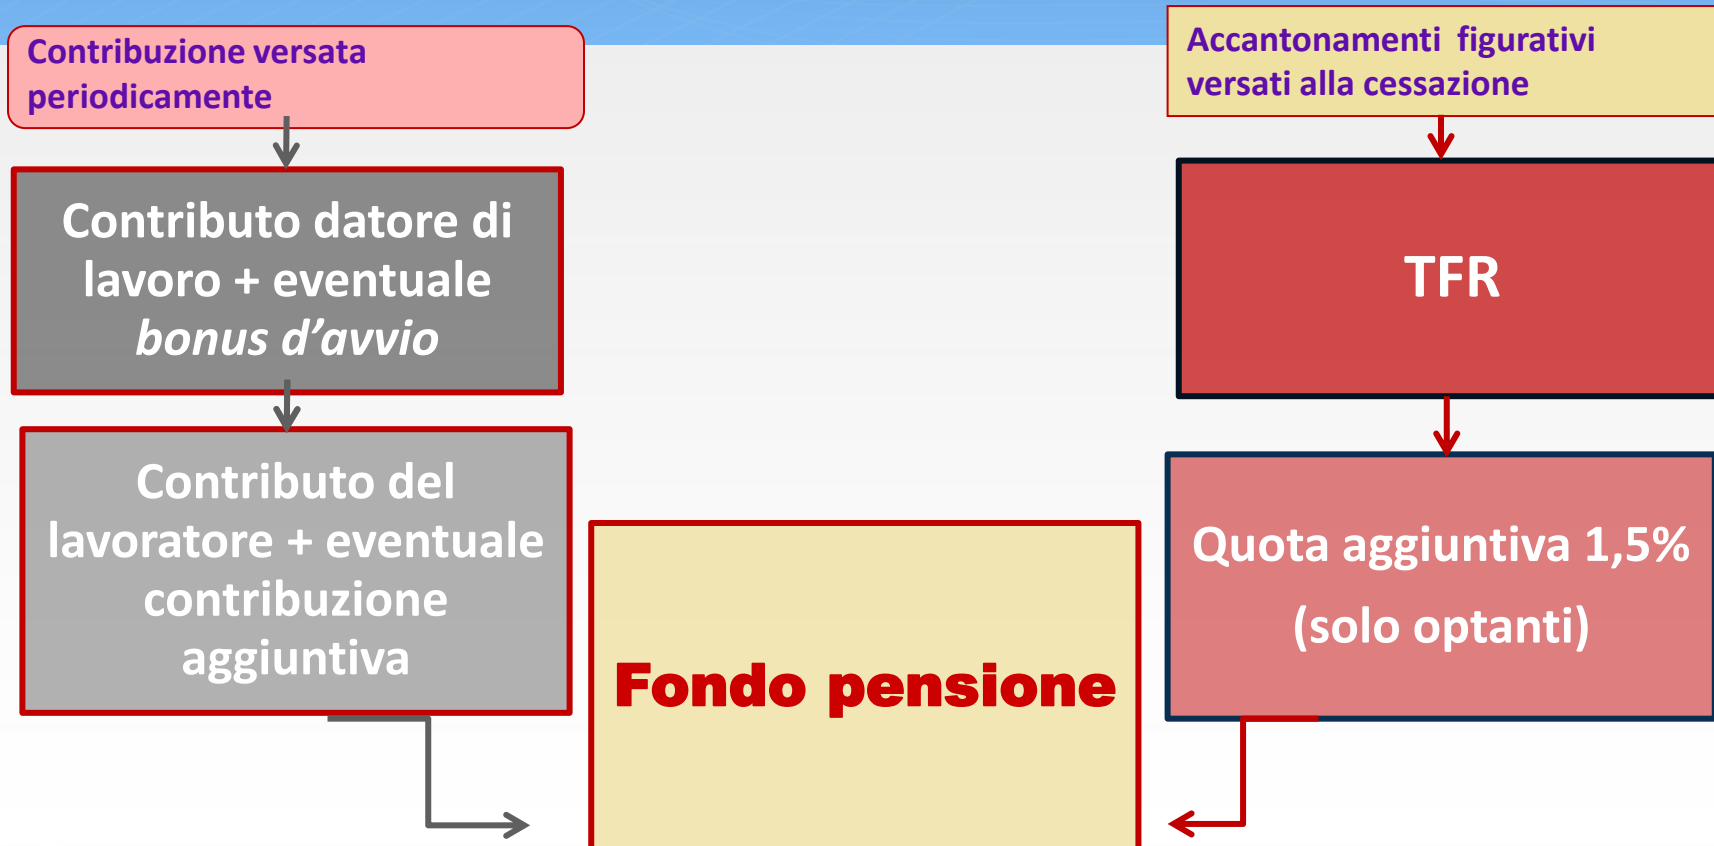 Contribuzione versata
periodicamente
Contributo datore di
lavoro + eventuale
bonus d’avvio
Contributo del
lavoratore + eventuale
contribuzione
aggiuntiva
Fondo pensione
Accantonamenti figurativi
versati alla cessazione
TFR
Quota aggiuntiva 1,5%
(solo optanti)